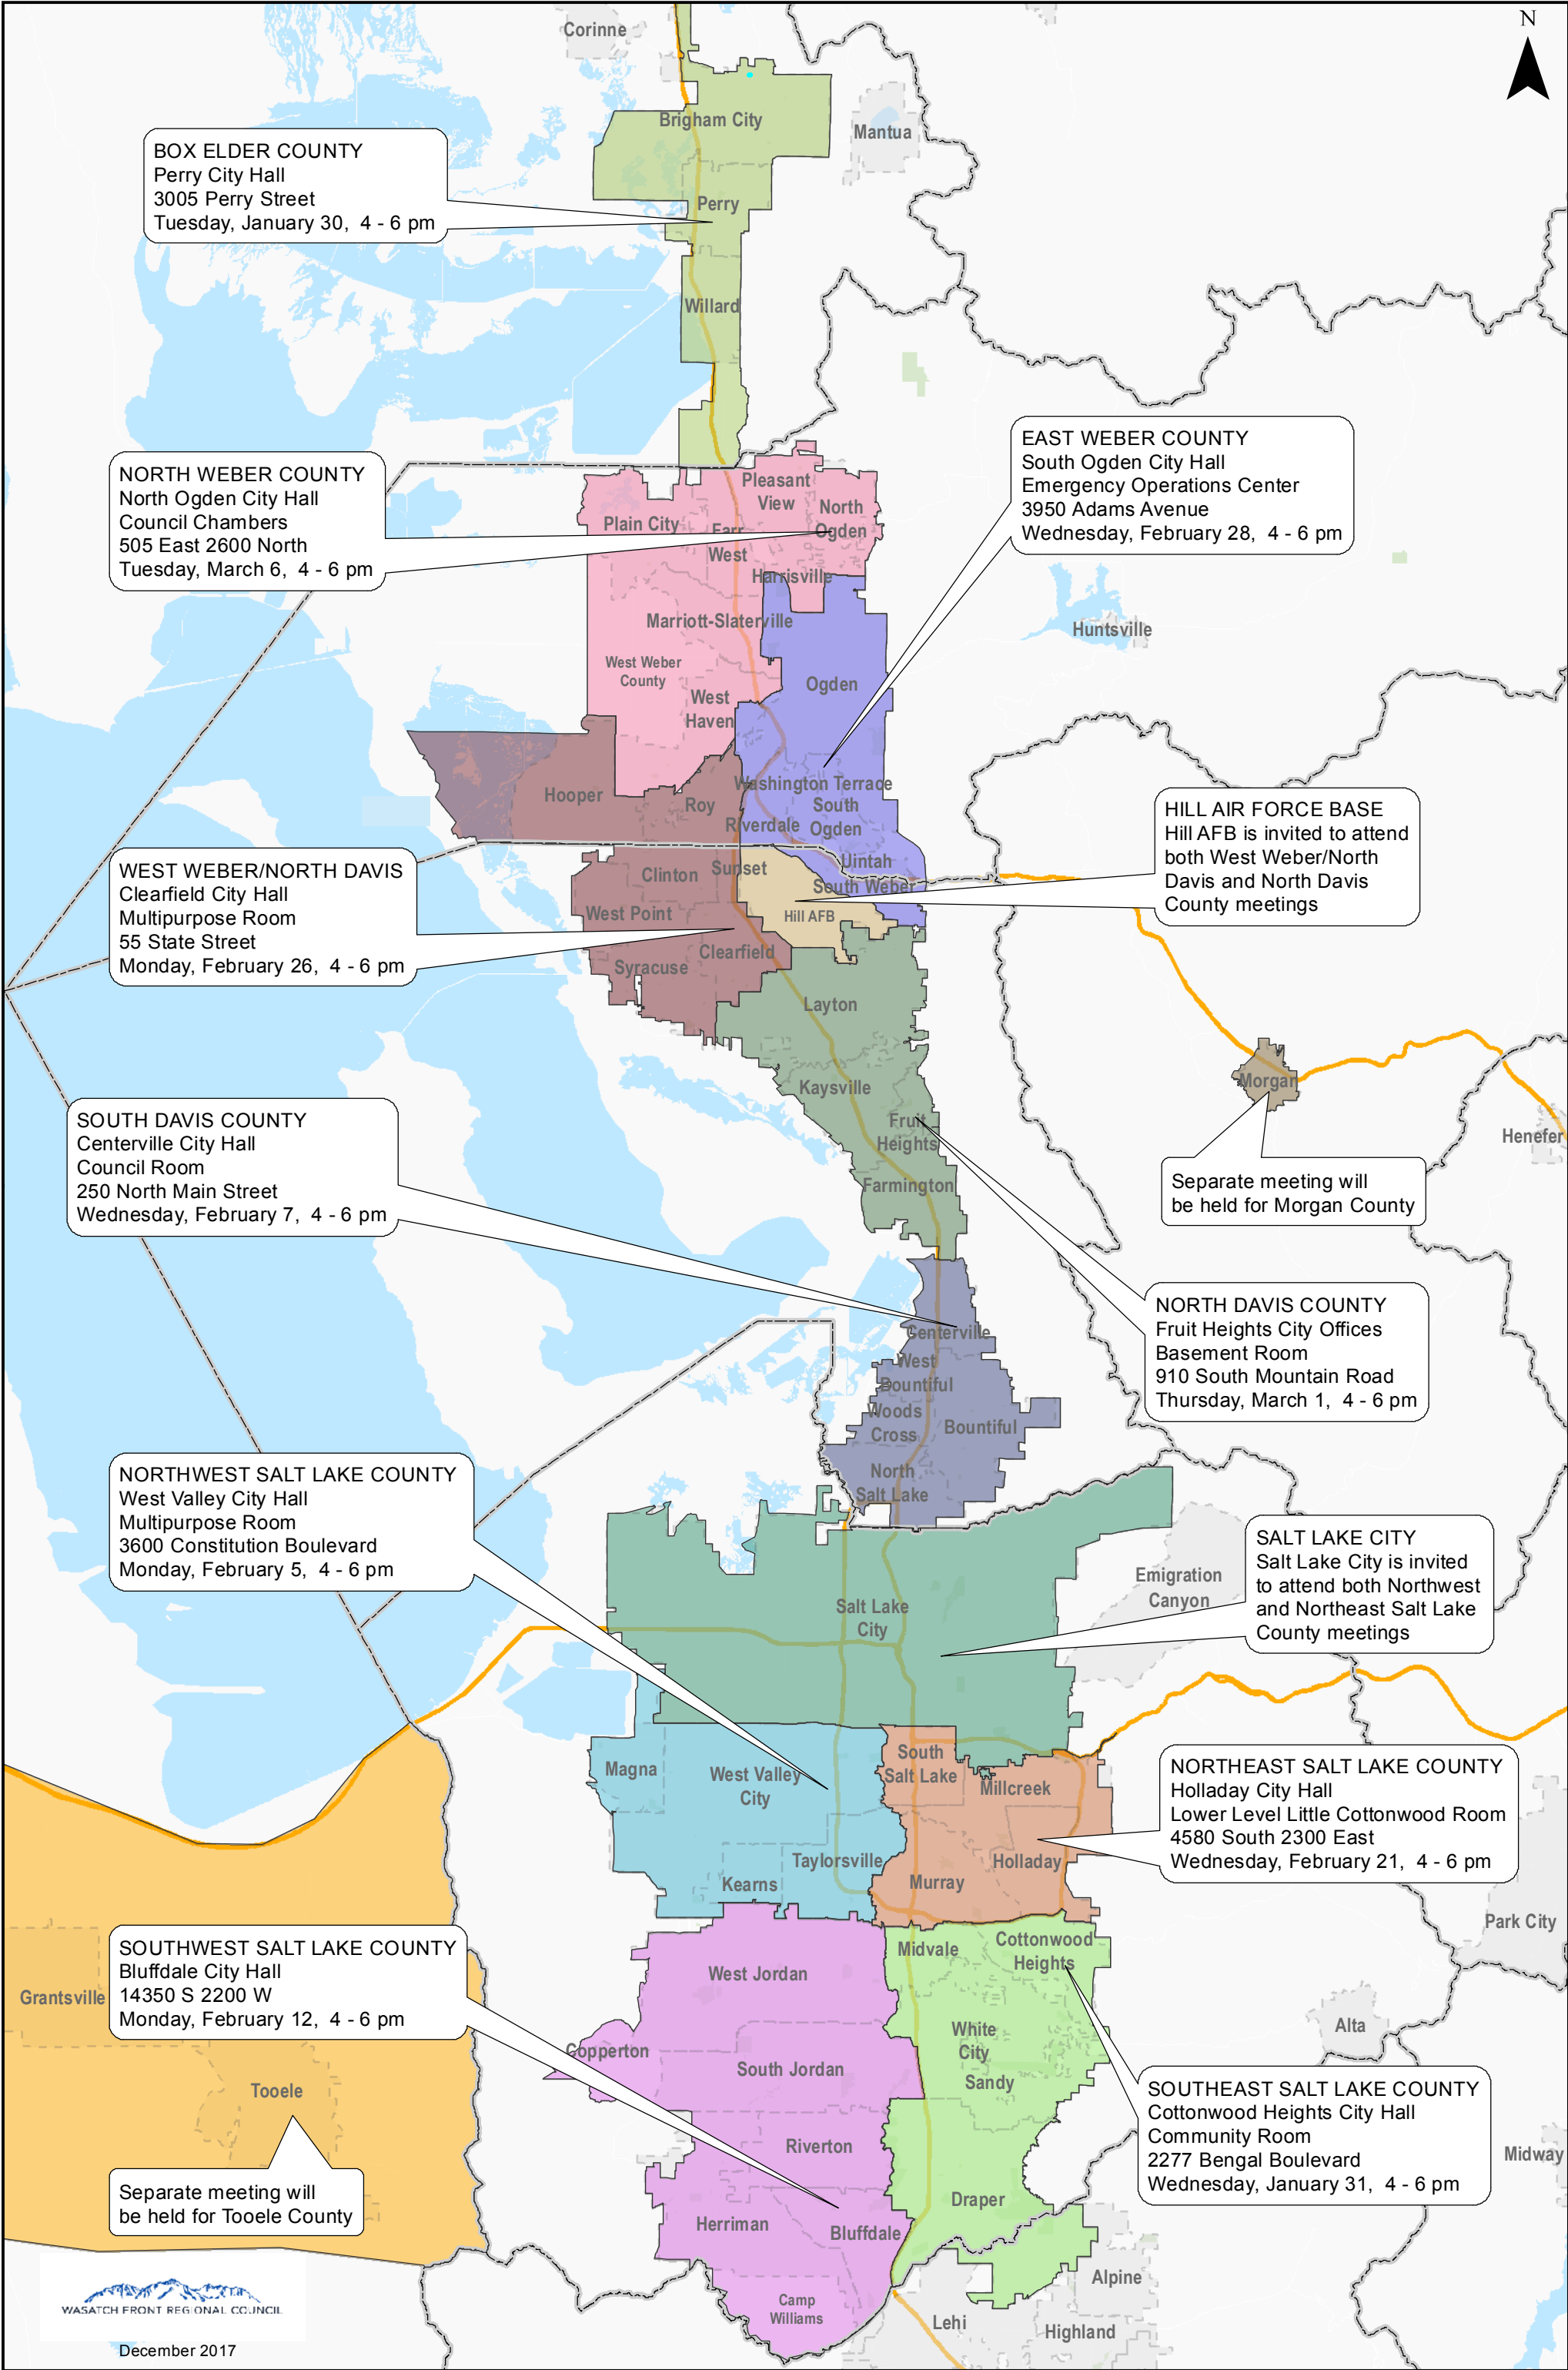 N
Corinne
Brigham City
Mantua
BOX ELDER COUNTY
Perry City Hall
3005 Perry Street
Tuesday, January 30, 4 - 6 pm
Perry
Willard
EAST WEBER COUNTY
South Ogden City Hall
Emergency Operations Center
3950 Adams Avenue
Wednesday, February 28, 4 - 6 pm
NORTH WEBER COUNTY
North Ogden City Hall
Council Chambers
505 East 2600 North
Tuesday, March 6, 4 - 6 pm
Pleasant
View
North
Ogden
Plain City
Farr
West
Harrisville
Marriott-Slaterville
Huntsville
West Weber
County
West
Haven
Ogden
Hooper
Roy
Washington Terrace
South
Ogden
Riverdale
Uintah
South Weber
HILL AIR FORCE BASE
Hill AFB is invited to attend
both West Weber/North
Davis and North Davis
County meetings
WEST WEBER/NORTH DAVIS
Clearfield City Hall
Multipurpose Room
55 State Street
Monday, February 26, 4 - 6 pm
Clinton
Sunset
West Point
Hill AFB
Clearfield
Syracuse
Layton
Kaysville
Morgan
Fruit
Heights
Henefer
Farmington
SOUTH DAVIS COUNTY
Centerville City Hall
Council Room
250 North Main Street
Wednesday, February 7, 4 - 6 pm
Separate meeting will
be held for Morgan County
NORTH DAVIS COUNTY
Fruit Heights City Offices
Basement Room
910 South Mountain Road
Thursday, March 1, 4 - 6 pm
Centerville
West
Bountiful
Woods
Cross
Bountiful
North
Salt Lake
NORTHWEST SALT LAKE COUNTY
West Valley City Hall
Multipurpose Room
3600 Constitution Boulevard
Monday, February 5, 4 - 6 pm
SALT LAKE CITY
Salt Lake City is invited
to attend both Northwest
and Northeast Salt Lake
County meetings
Emigration
Canyon
Salt Lake
City
Magna
West Valley
City
South
Salt Lake
Millcreek
NORTHEAST SALT LAKE COUNTY
Holladay City Hall
Lower Level Little Cottonwood Room
4580 South 2300 East
Wednesday, February 21, 4 - 6 pm
Taylorsville
Kearns
Murray
Holladay
Park City
SOUTHWEST SALT LAKE COUNTY
Bluffdale City Hall
14350 S 2200 W
Monday, February 12, 4 - 6 pm
Grantsville
Midvale
Cottonwood
Heights
West Jordan
Alta
White
City
Copperton
South Jordan
Sandy
Tooele
SOUTHEAST SALT LAKE COUNTY
Cottonwood Heights City Hall
Community Room
2277 Bengal Boulevard
Wednesday, January 31, 4 - 6 pm
Midway
Riverton
Separate meeting will
be held for Tooele County
Draper
Herriman
Bluffdale
Alpine
Camp
Williams
Lehi
Highland
WASATCH FRONT REGIONAL COUNCIL
December 2017